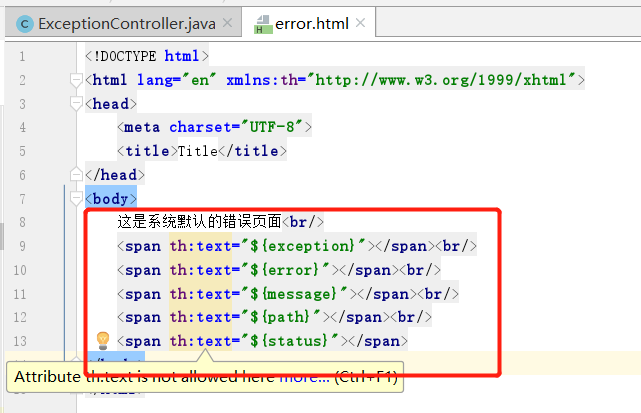 ExceptionController.java
error.html
1 <!DOCTYPE html>
2 <html lang="en" xmlns:th="http://www.w3.org/1999/xhtml">
3 <head>
4 <meta charset="UTF-8">
5 <title>Title</title>
6 </head>
7 <body>
8 这是系统默认的错误页面<br/>
9 <span th:text="${exception}"></span><br/>
10 <span th:text="${error}"></span><br/>
11 <span th:text="${message}"></span><br/>
12 <span th:text="${path}"></span><br/>
13 <span th:text="${status}"></span>
Attribute th:text is not allowed here more... (Ctrl+F1)